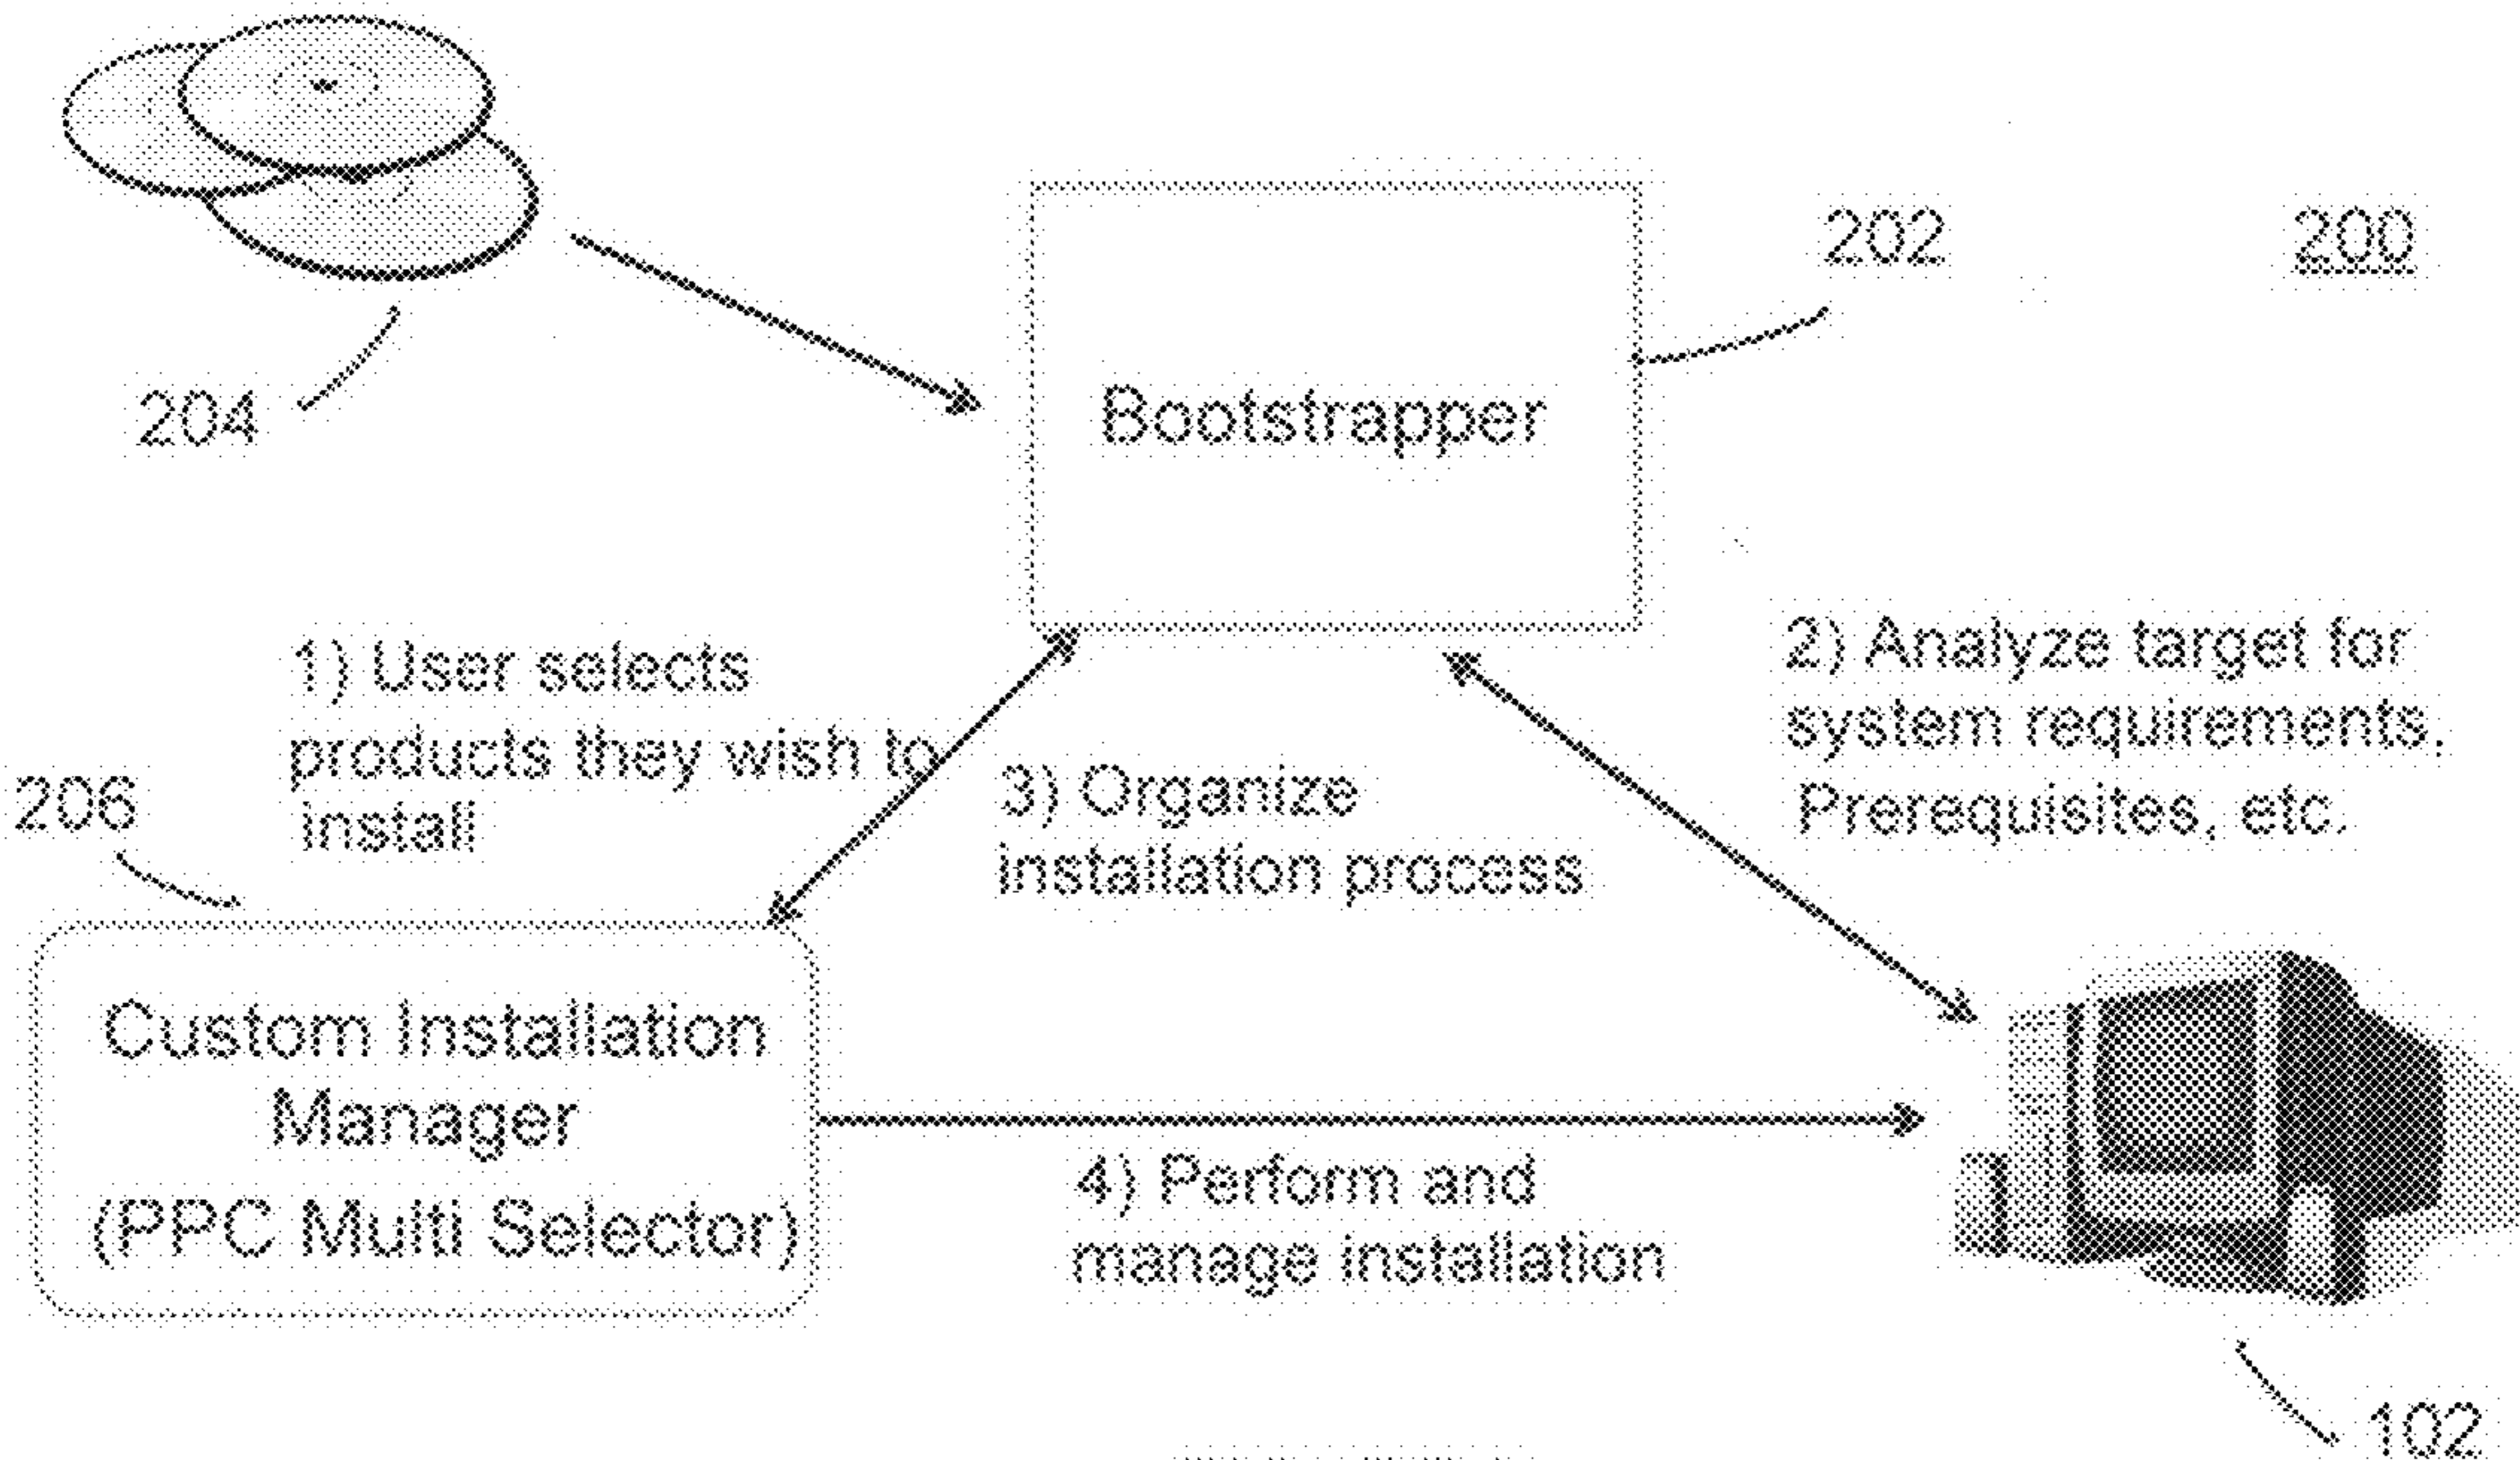 202
200
204
Bootstrapper
1) User selects
products they wish to
install
2) Analyze target for
system requirements,
Prerequisites, etc.
3) Organize
installation process
206
Custom Installation
Manager
(PPC Multi Selector)
4) Perform and
manage installation
102